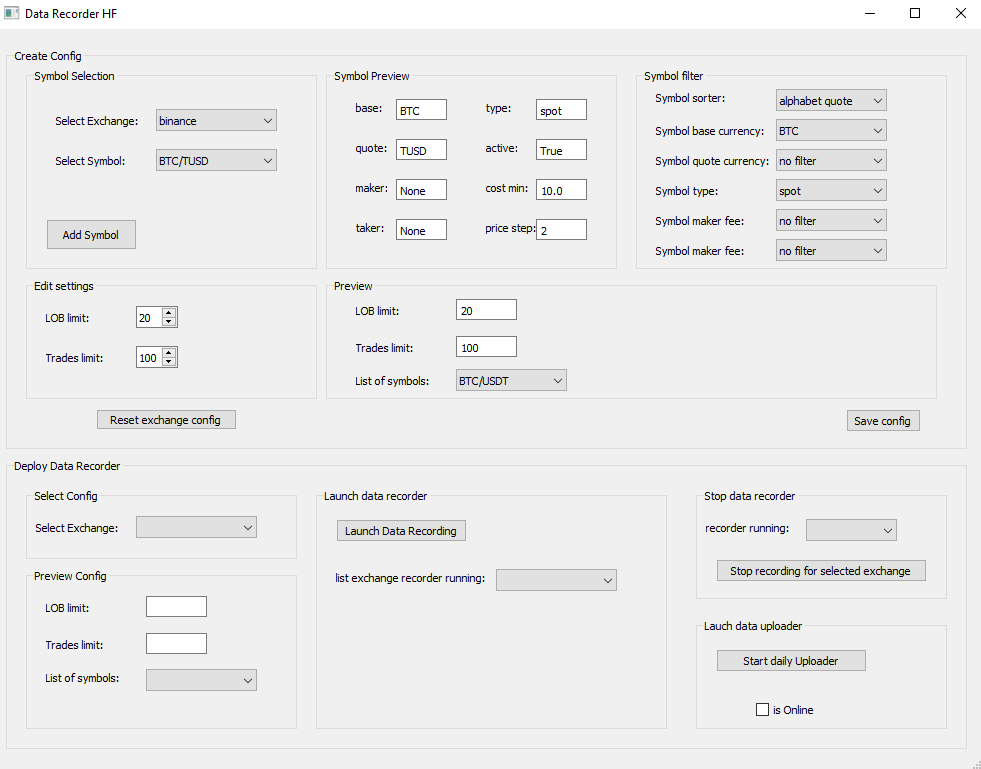 Data Recorder HF
Create Config
Symbol Selection
Select Exchange: binance
Select Symbol: BTC/TUSD
Add Symbol
Symbol Preview
base: BTC type: spot
quote: TUSD active: True
maker: None cost min: 10.0
taker: None price step: 2
Symbol filter
Symbol sorter: alphabet quote
Symbol base currency: BTC
Symbol quote currency: no filter
Symbol type: spot
Symbol maker fee: no filter
Symbol maker fee: no filter
Edit settings
LOB limit: 20
Trades limit: 100
Preview
LOB limit: 20
Trades limit: 100
List of symbols: BTC/USDT
Reset exchange config
Save config
Deploy Data Recorder
Select Config
Select Exchange:
Preview Config
LOB limit:
Trades limit:
List of symbols:
Launch data recorder
Launch Data Recording
list exchange recorder running:
Stop data recorder
recorder running:
Stop recording for selected exchange
Lauch data uploader
Start daily Uploader
is Online